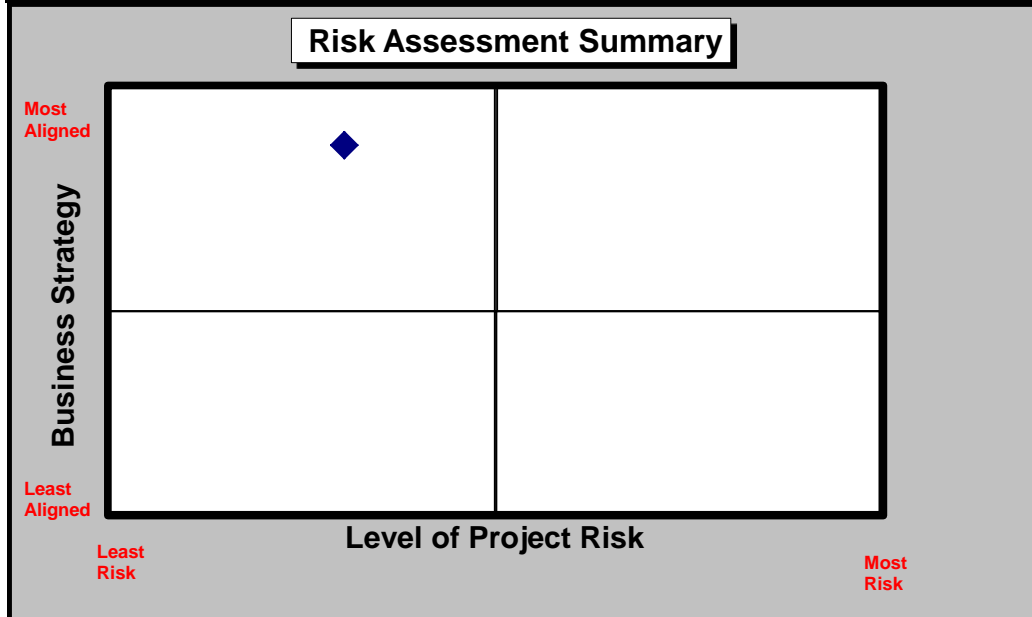 Risk Assessment Summary
Most
Aligned
Business Strategy
Least
Aligned
Level of Project Risk
Least
Risk
Most
Risk